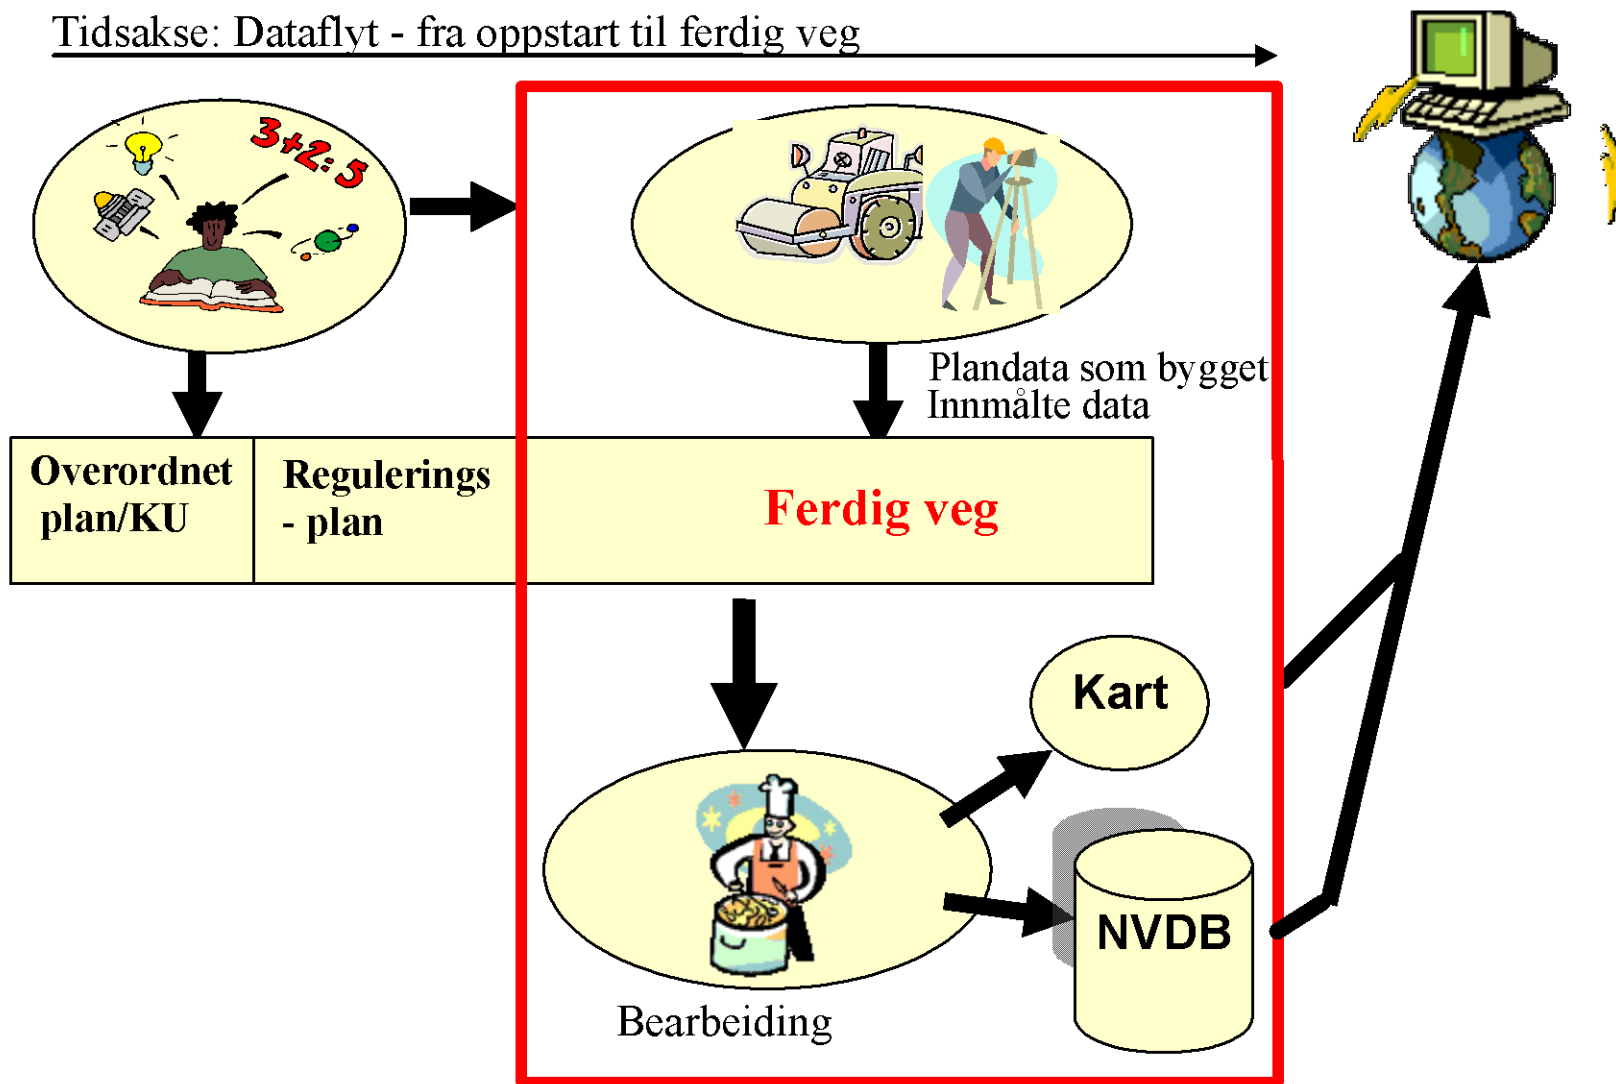 Tidsakse: Dataflyt - fra oppstart til ferdig veg
3+2:5
Plandata som bygget
Innmålte data
Overordnet
plan/KU
Regulerings
- plan
Ferdig veg
Kart
NVDB
Bearbeiding